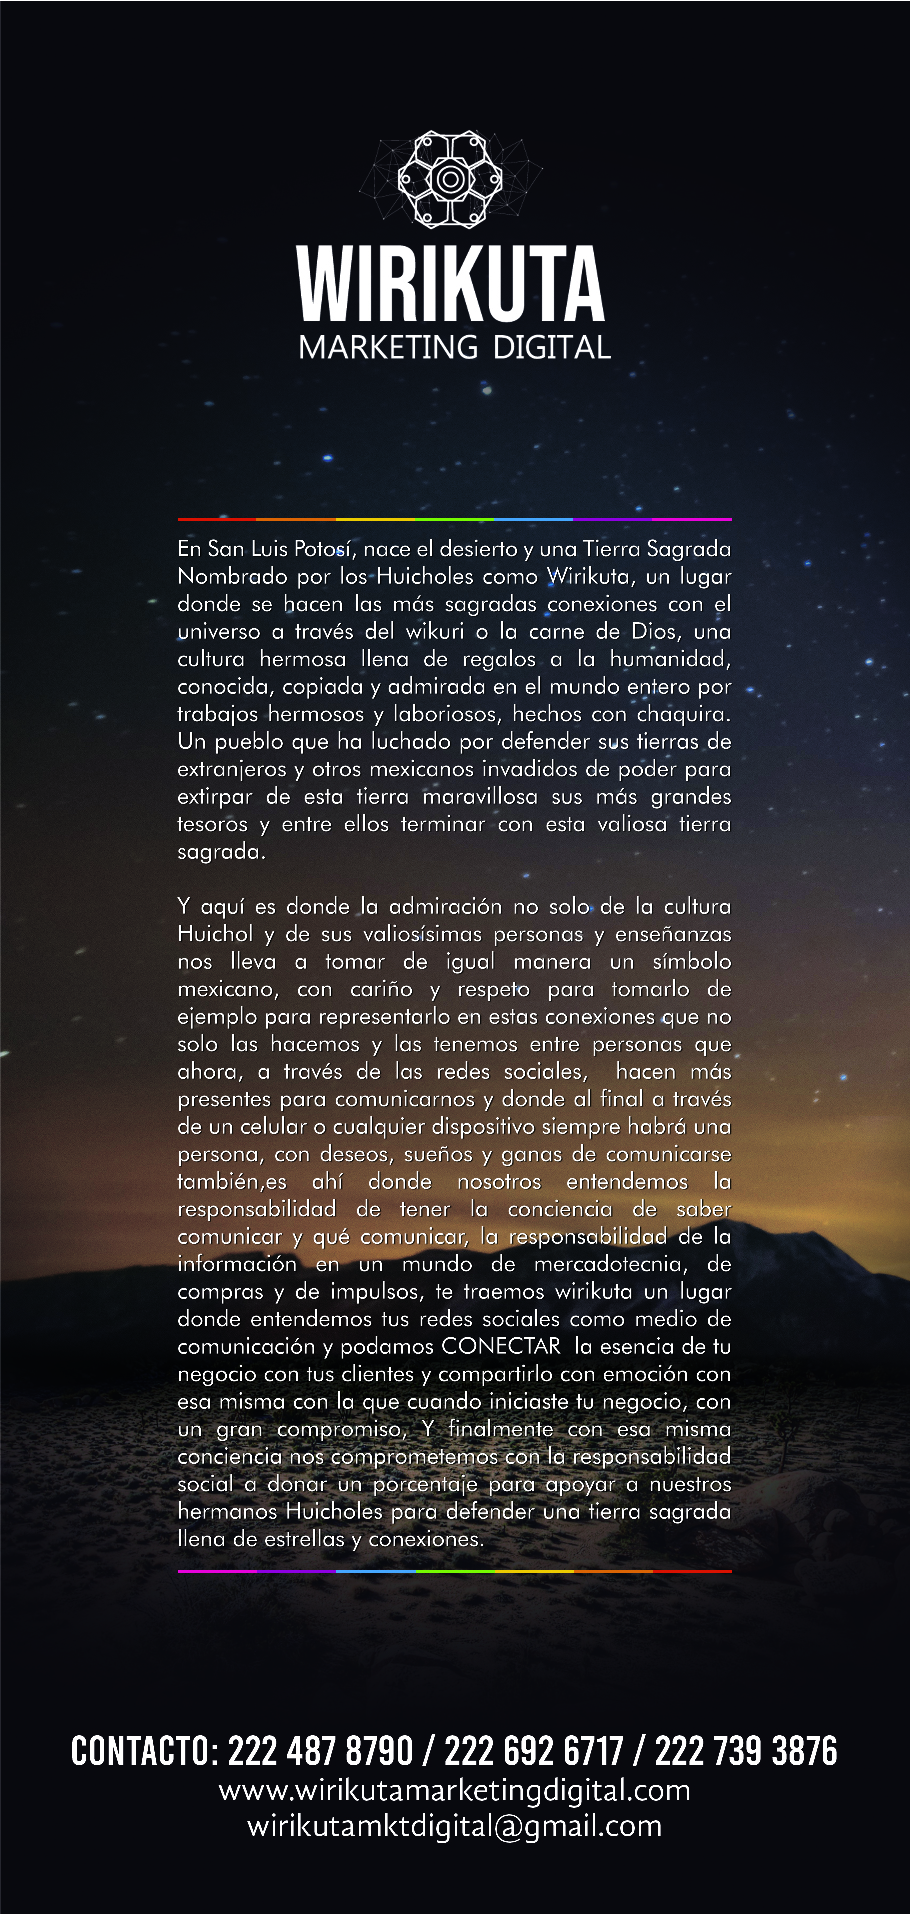 WIRIKUTA
MARKETING DIGITAL
En San Luis Potosí, nace el desierto y una Tierra Sagrada
Nombrado por los Huicholes como Wirikuta, un lugar
donde se hacen las más sagradas conexiones con el
universo a través del wikuri o la carne de Dios, una
cultura hermosa llena de regalos a la humanidad,
conocida, copiada y admirada en el mundo entero por
trabajos hermosos y laboriosos, hechos con chaquira.
Un pueblo que ha luchado por defender sus tierras de
extranjeros y otros mexicanos invadidos de poder para
extirpar de esta tierra maravillosa sus más grandes
tesoros y entre ellos terminar con esta valiosa tierra
sagrada.
Y aquí es donde la admiración no solo de la cultura
Huichol y de sus valiosísimas personas y enseñanzas
nos lleva a tomar de igual manera un símbolo
mexicano, con cariño y respeto para tomarlo de
ejemplo para representarlo en estas conexiones que no
solo las hacemos y las tenemos entre personas que
ahora, a través de las redes sociales, hacen más
presentes para comunicarnos y donde al final a través
de un celular o cualquier dispositivo siempre habrá una
persona, con deseos, sueños y ganas de comunicarse
también,es ahí donde nosotros entendemos la
responsabilidad de tener la conciencia de saber
comunicar y qué comunicar, la responsabilidad de la
información en un mundo de mercadotecnia, de
compras y de impulsos, te traemos wirikuta un lugar
donde entendemos tus redes sociales como medio de
comunicación y podamos CONECTAR la esencia de tu
negocio con tus clientes y compartirlo con emoción con
esa misma con la que cuando iniciaste tu negocio, con
un gran compromiso, Y finalmente con esa misma
conciencia nos comprometemos con la responsabilidad
social a donar un porcentaje para apoyar a nuestros
hermanos Huicholes para defender una tierra sagrada
llena de estrellas y conexiones.
CONTACTO: 222 487 8790 / 222 692 6717 / 222 739 3876
www.wirikutamarketingdigital.com
wirikutamktdigital@gmail.com